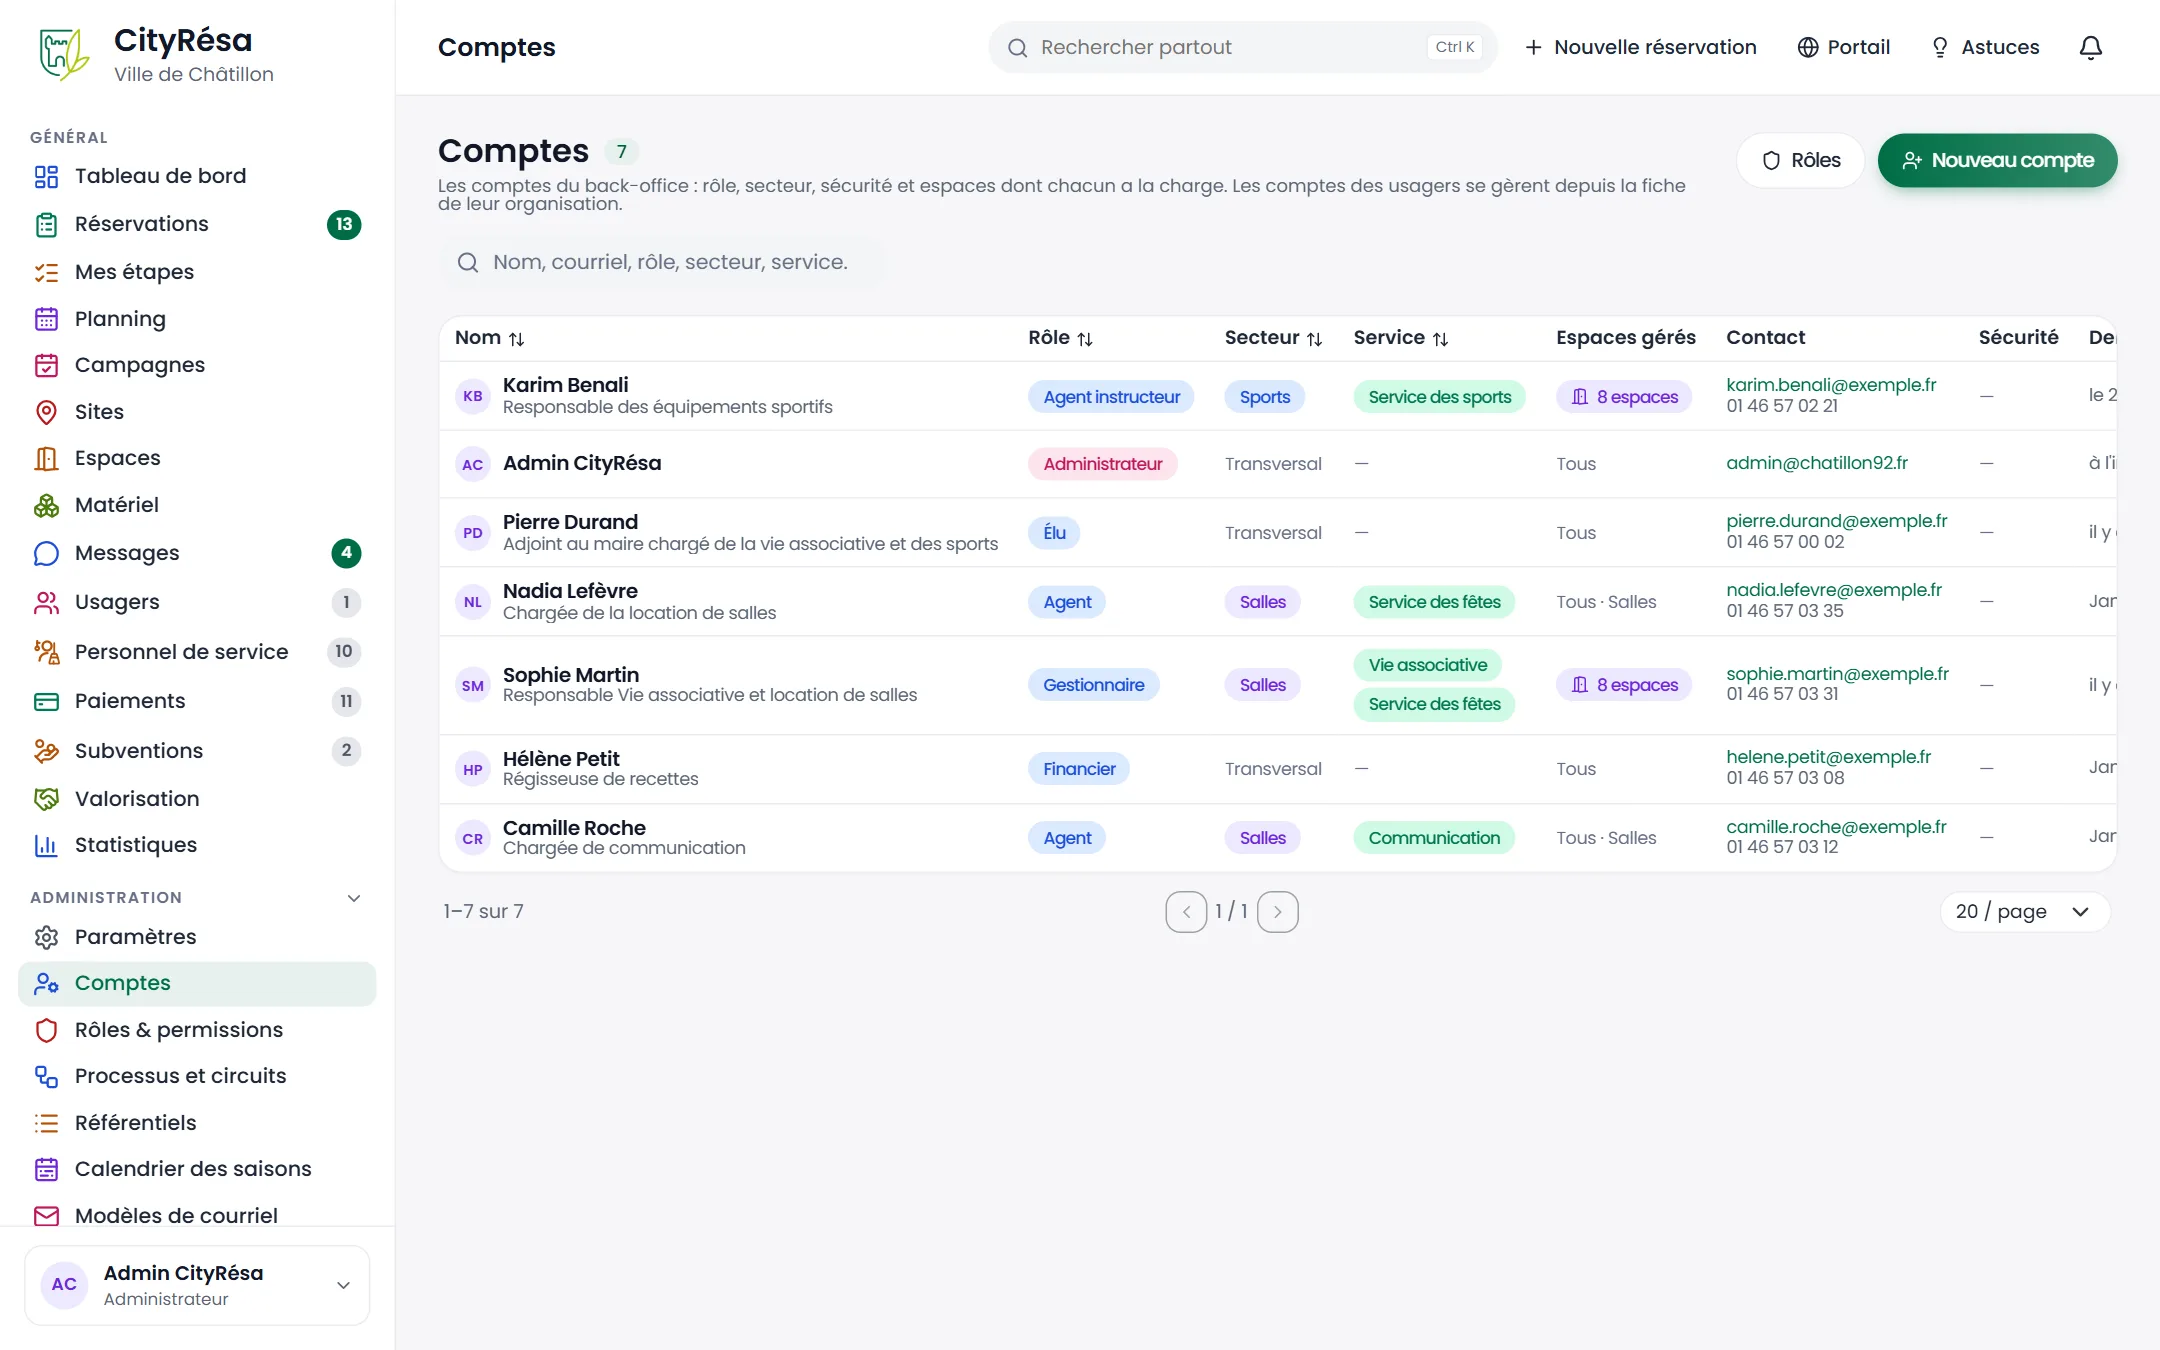 CityRésa
Ville de Châtillon
GÉNÉRAL
Tableau de bord
Réservations 13
Mes étapes
Planning
Campagnes
Sites
Espaces
Matériel
Messages 4
Usagers 1
Personnel de service 10
Paiements 11
Subventions 2
Valorisation
Statistiques
ADMINISTRATION
Paramètres
Comptes
Rôles & permissions
Processus et circuits
Référentiels
Calendrier des saisons
Modèles de courriel
AC Admin CityRésa
Administrateur
Comptes
Rechercher partout Ctrl K
Nouvelle réservation
Portail
Astuces
Comptes 7
Les comptes du back-office : rôle, secteur, sécurité et espaces dont chacun a la charge. Les comptes des usagers se gèrent depuis la fiche
de leur organisation.
Rôles
Nouveau compte
Nom, courriel, rôle, secteur, service.
Nom Rôle Secteur Service Espaces gérés Contact Sécurité De
KB Karim Benali Agent instructeur Sports Service des sports 8 espaces karim.benali@exemple.fr — le 2
Responsable des équipements sportifs 01 46 57 02 21
AC Admin CityRésa Administrateur Transversal — Tous admin@chatillon92.fr — à l'i
PD Pierre Durand Élu Transversal — Tous pierre.durand@exemple.fr — il y
Adjoint au maire chargé de la vie associative et des sports 01 46 57 00 02
NL Nadia Lefèvre Agent Salles Service des fêtes Tous · Salles nadia.lefevre@exemple.fr — Jan
Chargée de la location de salles 01 46 57 03 35
SM Sophie Martin Gestionnaire Salles Vie associative 8 espaces sophie.martin@exemple.fr — il y
Responsable Vie associative et location de salles Service des fêtes 01 46 57 03 31
HP Hélène Petit Financier Transversal — Tous helene.petit@exemple.fr — Jan
Régisseuse de recettes 01 46 57 03 08
CR Camille Roche Agent Salles Communication Tous · Salles camille.roche@exemple.fr — Jan
Chargée de communication 01 46 57 03 12
1–7 sur 7
1 / 1
20 / page